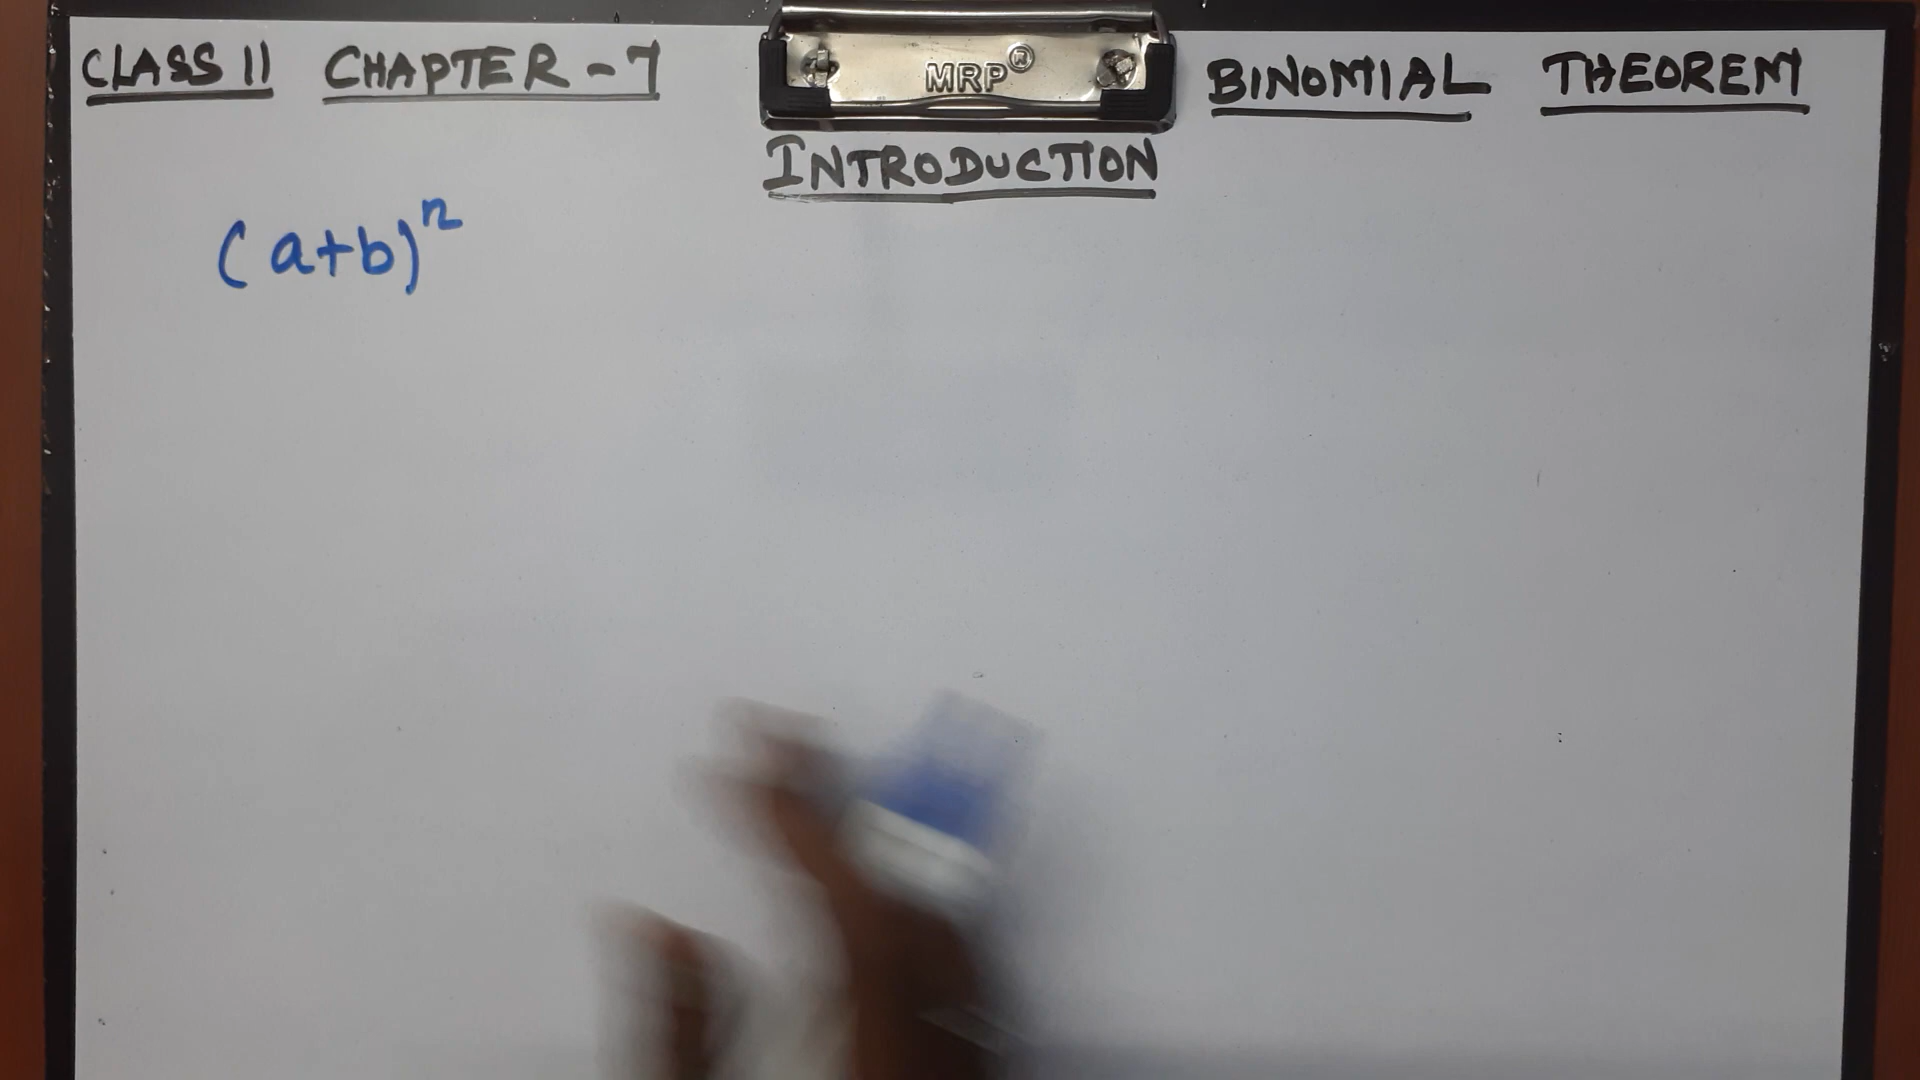 CLASS 11 CHAPTER - 7 MRP® BINOMIAL THEOREM
INTRODUCTION
(a+b)ⁿ